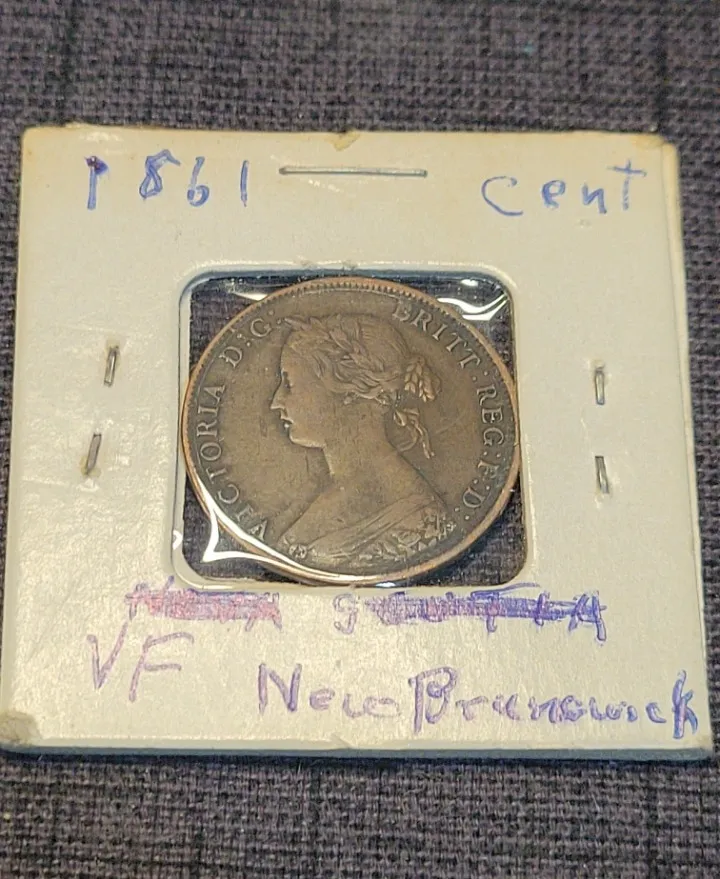 1861 cent
VICTORIA D:G: BRITT:REG:F:D:
VF New Brunswick